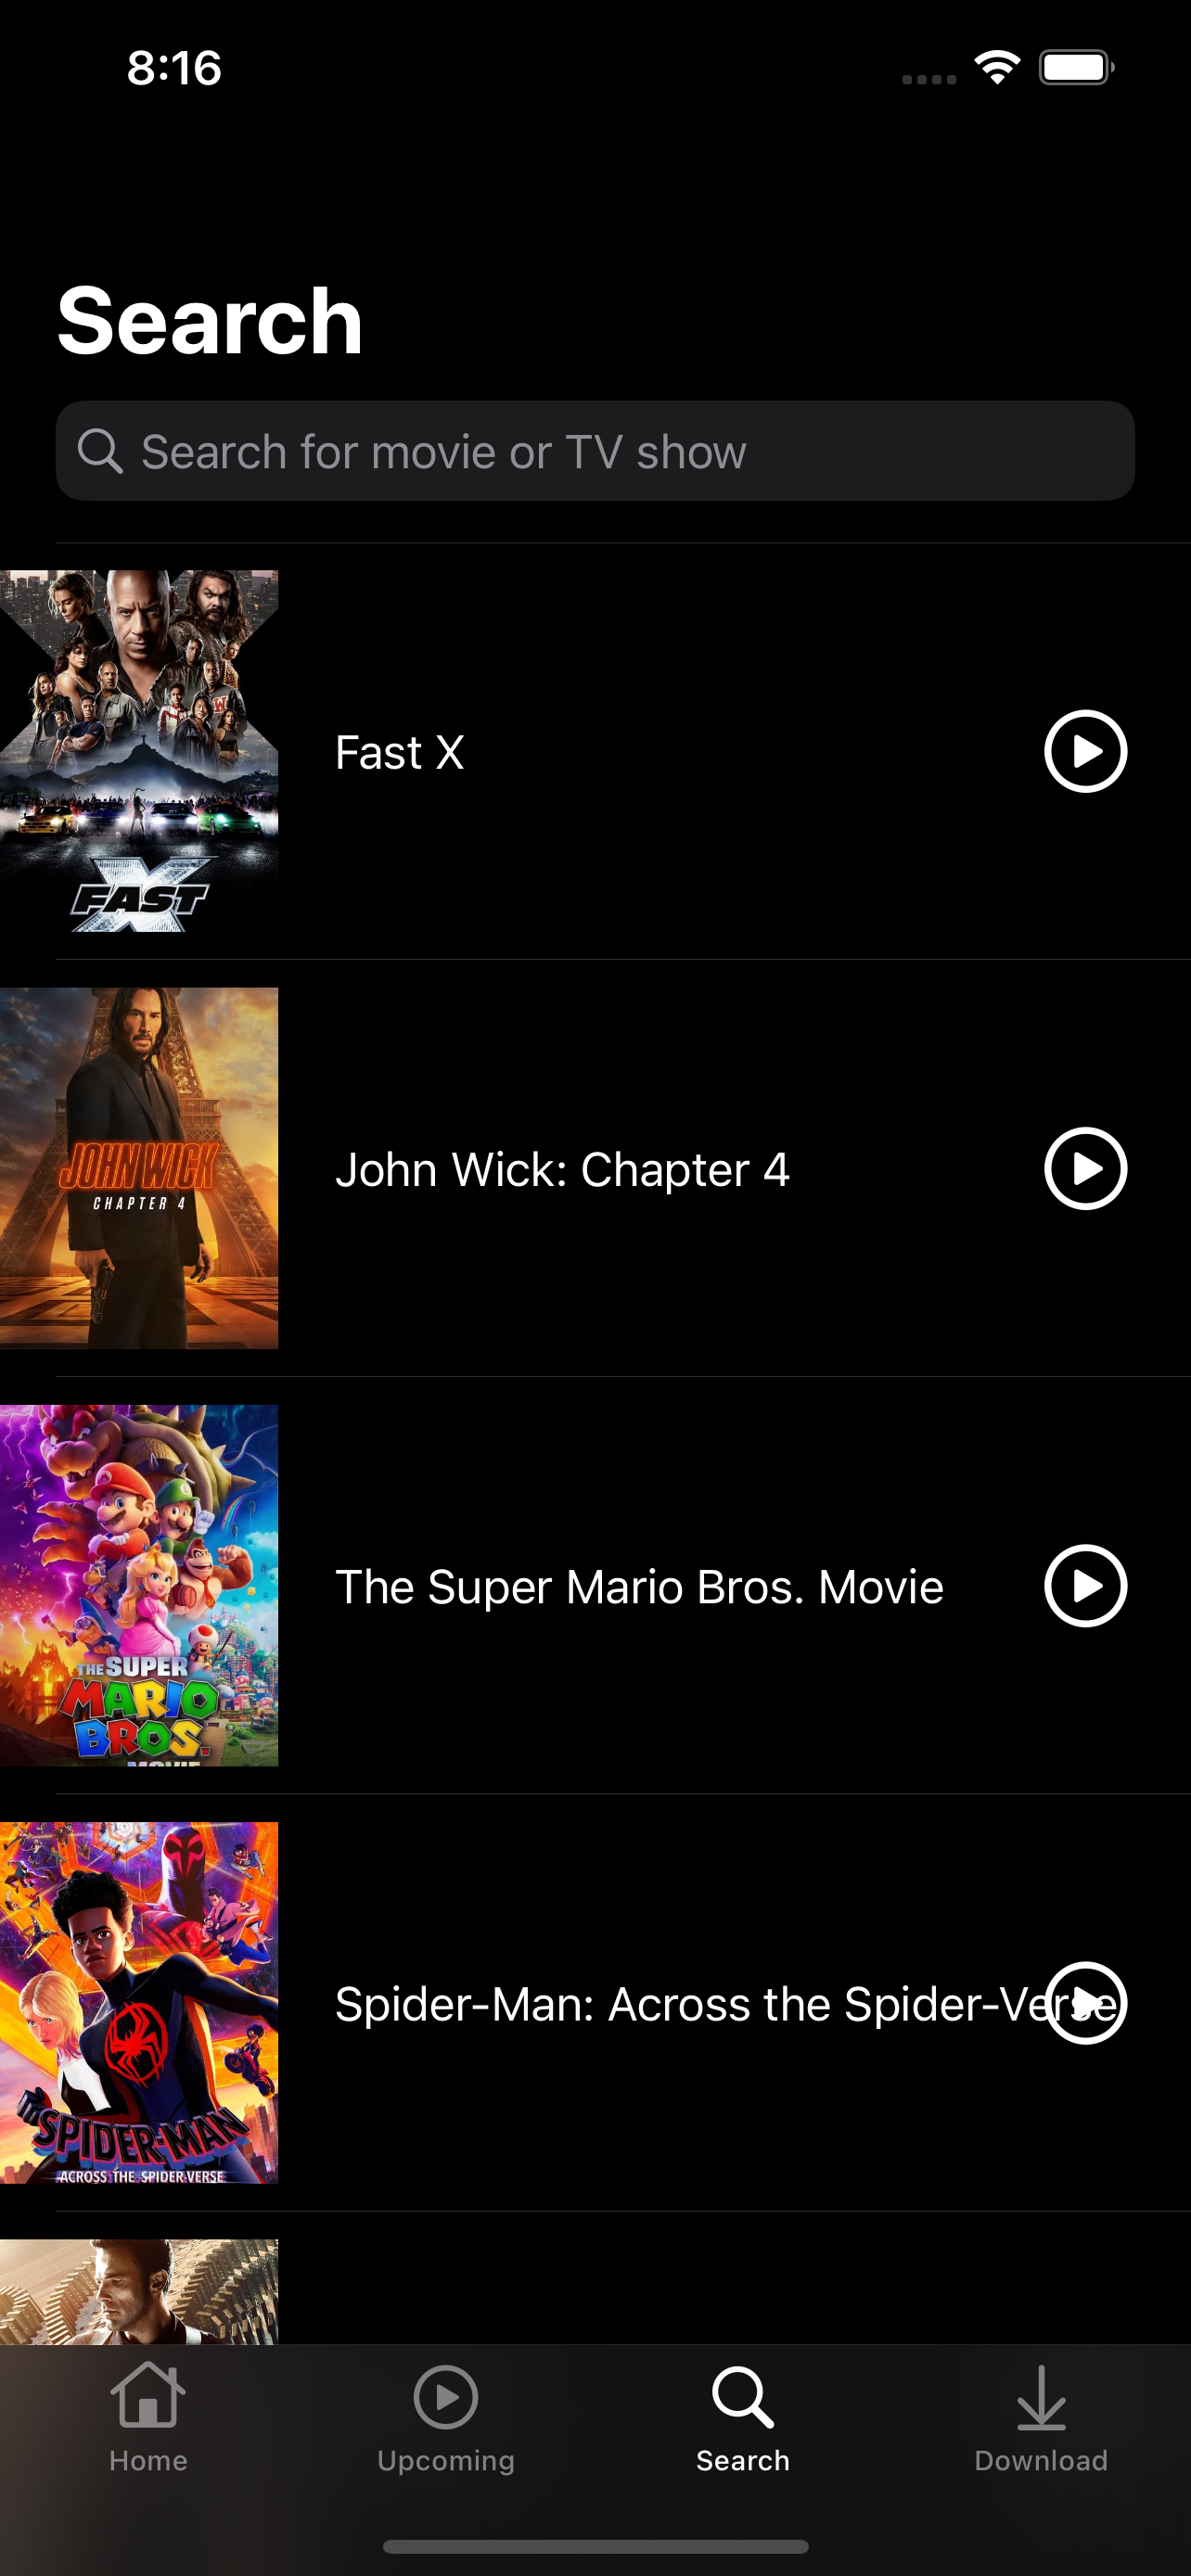 8:16
Search
Search for movie or TV show
FAST X
Fast X
JOHN WICK
CHAPTER 4
John Wick: Chapter 4
THE SUPER
MARIO
BROS.
MOVIE
The Super Mario Bros. Movie
SPIDER-MAN
ACROSS THE SPIDER-VERSE
Spider-Man: Across the Spider-Verse
Home
Upcoming
Search
Download